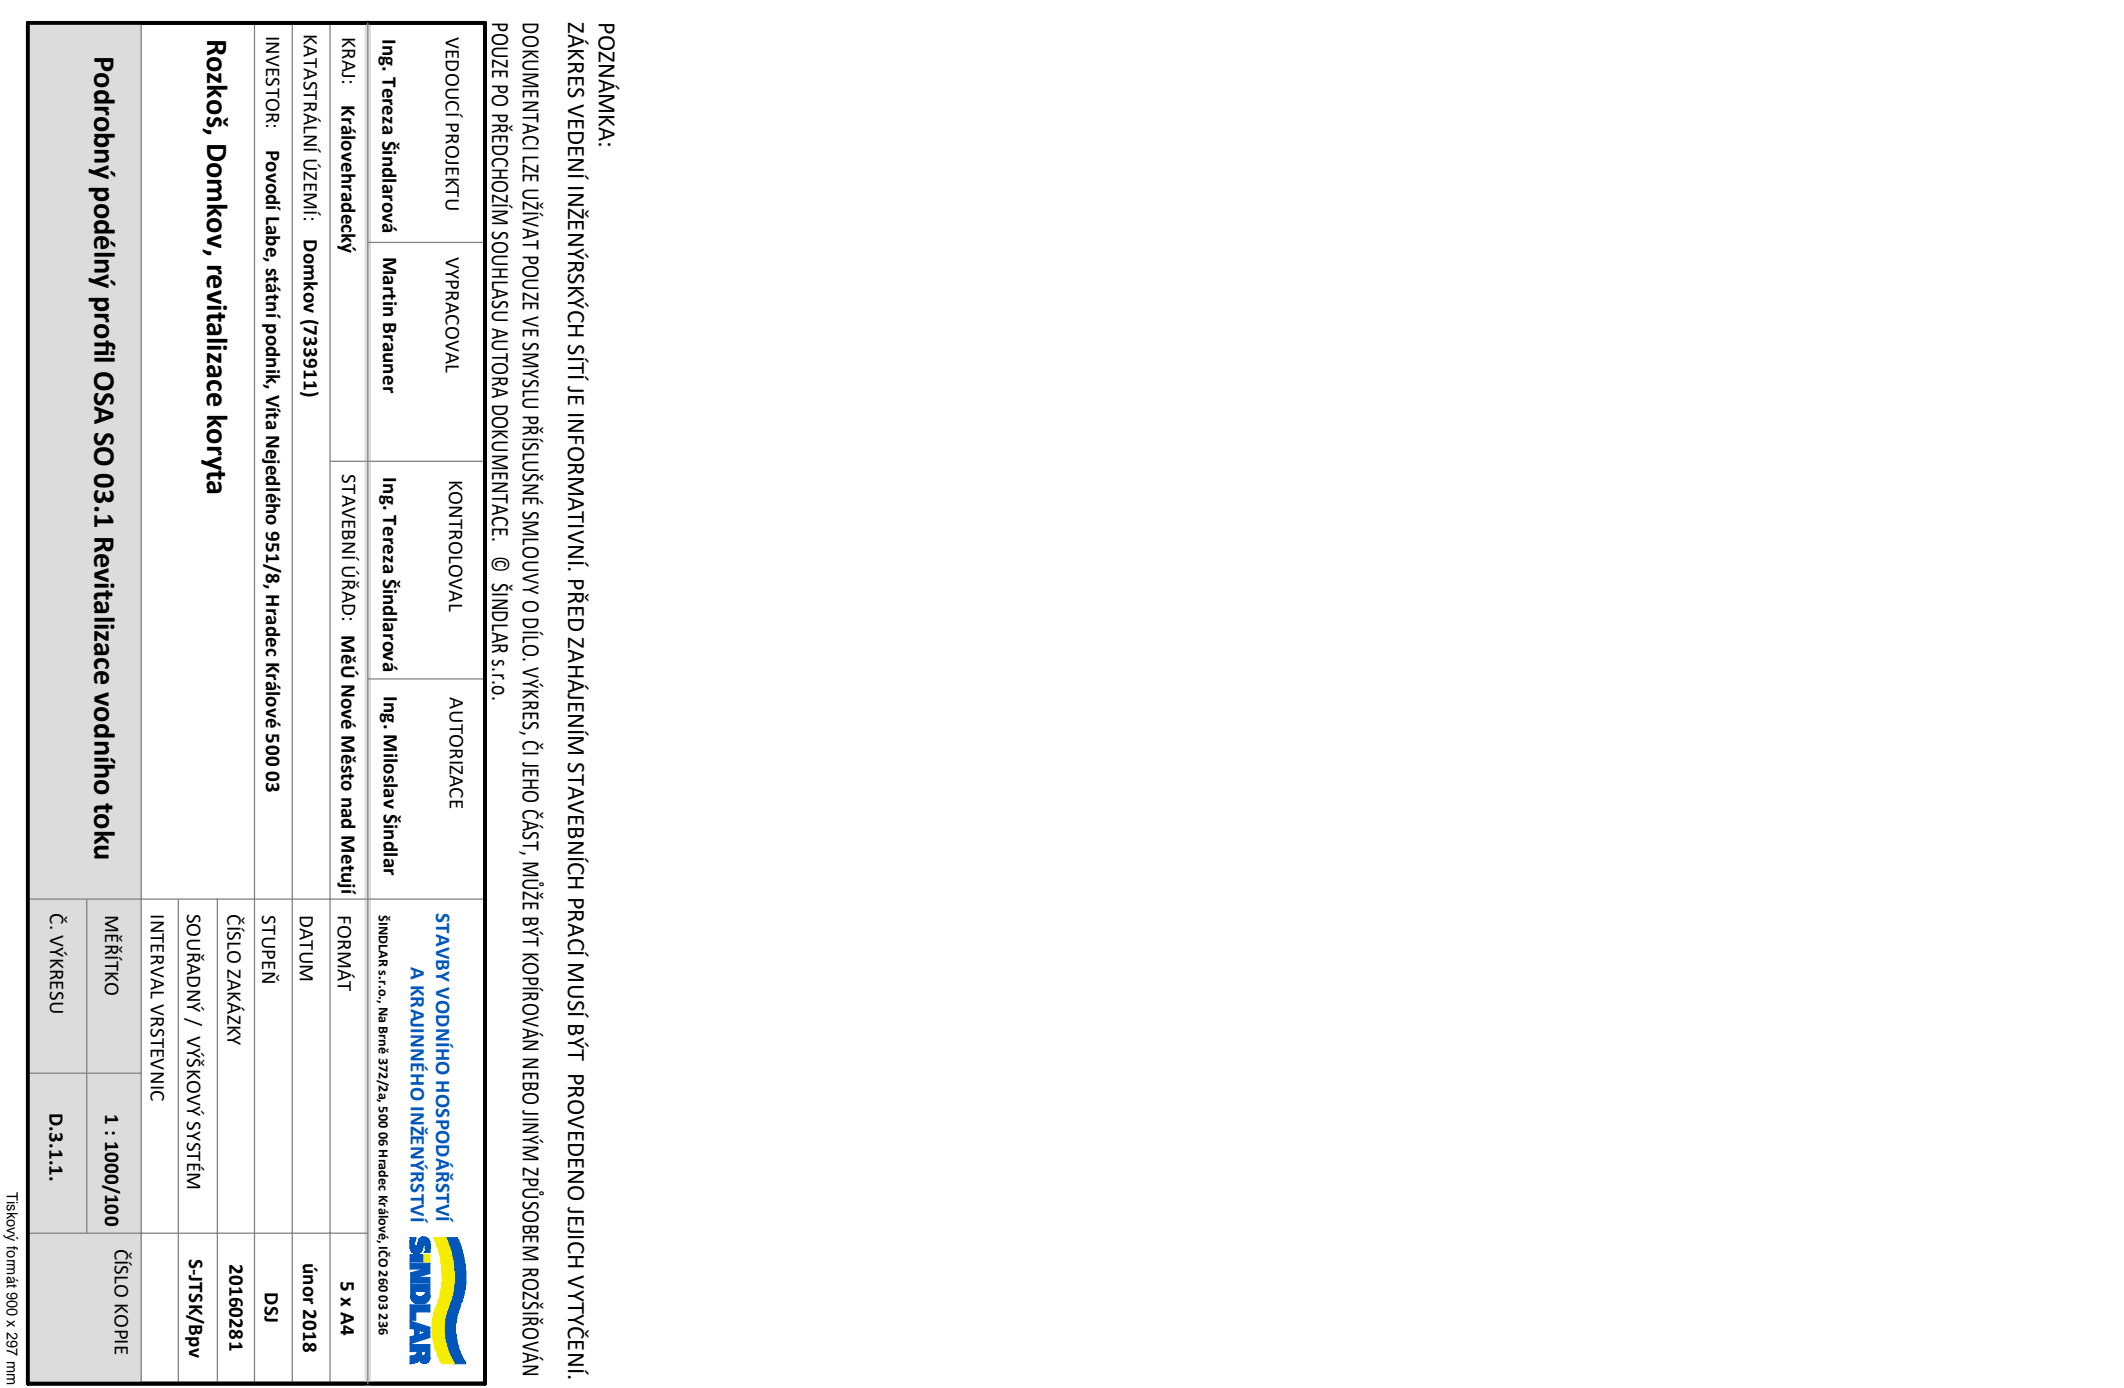 POZNÁMKA:
ZÁKRES VEDENÍ INŽENÝRSKÝCH SÍTÍ JE INFORMATIVNÍ. PŘED ZAHÁJENÍM STAVEBNÍCH PRACÍ MUSÍ BÝT PROVEDENO JEJICH VYTYČENÍ.
DOKUMENTACI LZE UŽÍVAT POUZE VE SMYSLU PŘÍSLUŠNÉ SMLOUVY O DÍLO. VÝKRES, ČI JEHO ČÁST, MŮŽE BÝT KOPÍROVÁN NEBO JINÝM ZPŮSOBEM ROZŠIŘOVÁN
POUZE PO PŘEDCHOZÍM SOUHLASU AUTORA DOKUMENTACE. © ŠINDLAR s.r.o.
VEDOUCÍ PROJEKTU
VYPRACOVAL
KONTROLOVAL
AUTORIZACE
Ing. Tereza Šindlarová
Martin Brauner
Ing. Tereza Šindlarová
Ing. Miloslav Šindlar
STAVBY VODNÍHO HOSPODÁŘSTVÍ
A KRAJINNÉHO INŽENÝRSTVÍ
ŠINDLAR
ŠINDLAR s.r.o., Na Brně 372/2a, 500 06 Hradec Králové, IČO 260 03 236
KRAJ: Královehradecký
STAVEBNÍ ÚŘAD: MěÚ Nové Město nad Metují
FORMÁT
5 x A4
KATASTRÁLNÍ ÚZEMÍ: Domkov (733911)
DATUM
únor 2018
INVESTOR: Povodí Labe, státní podnik, Víta Nejedlého 951/8, Hradec Králové 500 03
STUPEŇ
DSJ
Rozkoš, Domkov, revitalizace koryta
ČÍSLO ZAKÁZKY
20160281
SOUŘADNÝ / VÝŠKOVÝ SYSTÉM
S-JTSK/Bpv
INTERVAL VRSTEVNIC
Podrobný podélný profil OSA SO 03.1 Revitalizace vodního toku
MĚŘÍTKO
1 : 1000/100
ČÍSLO KOPIE
Č. VÝKRESU
D.3.1.1.
Tiskový formát 900 x 297 mm